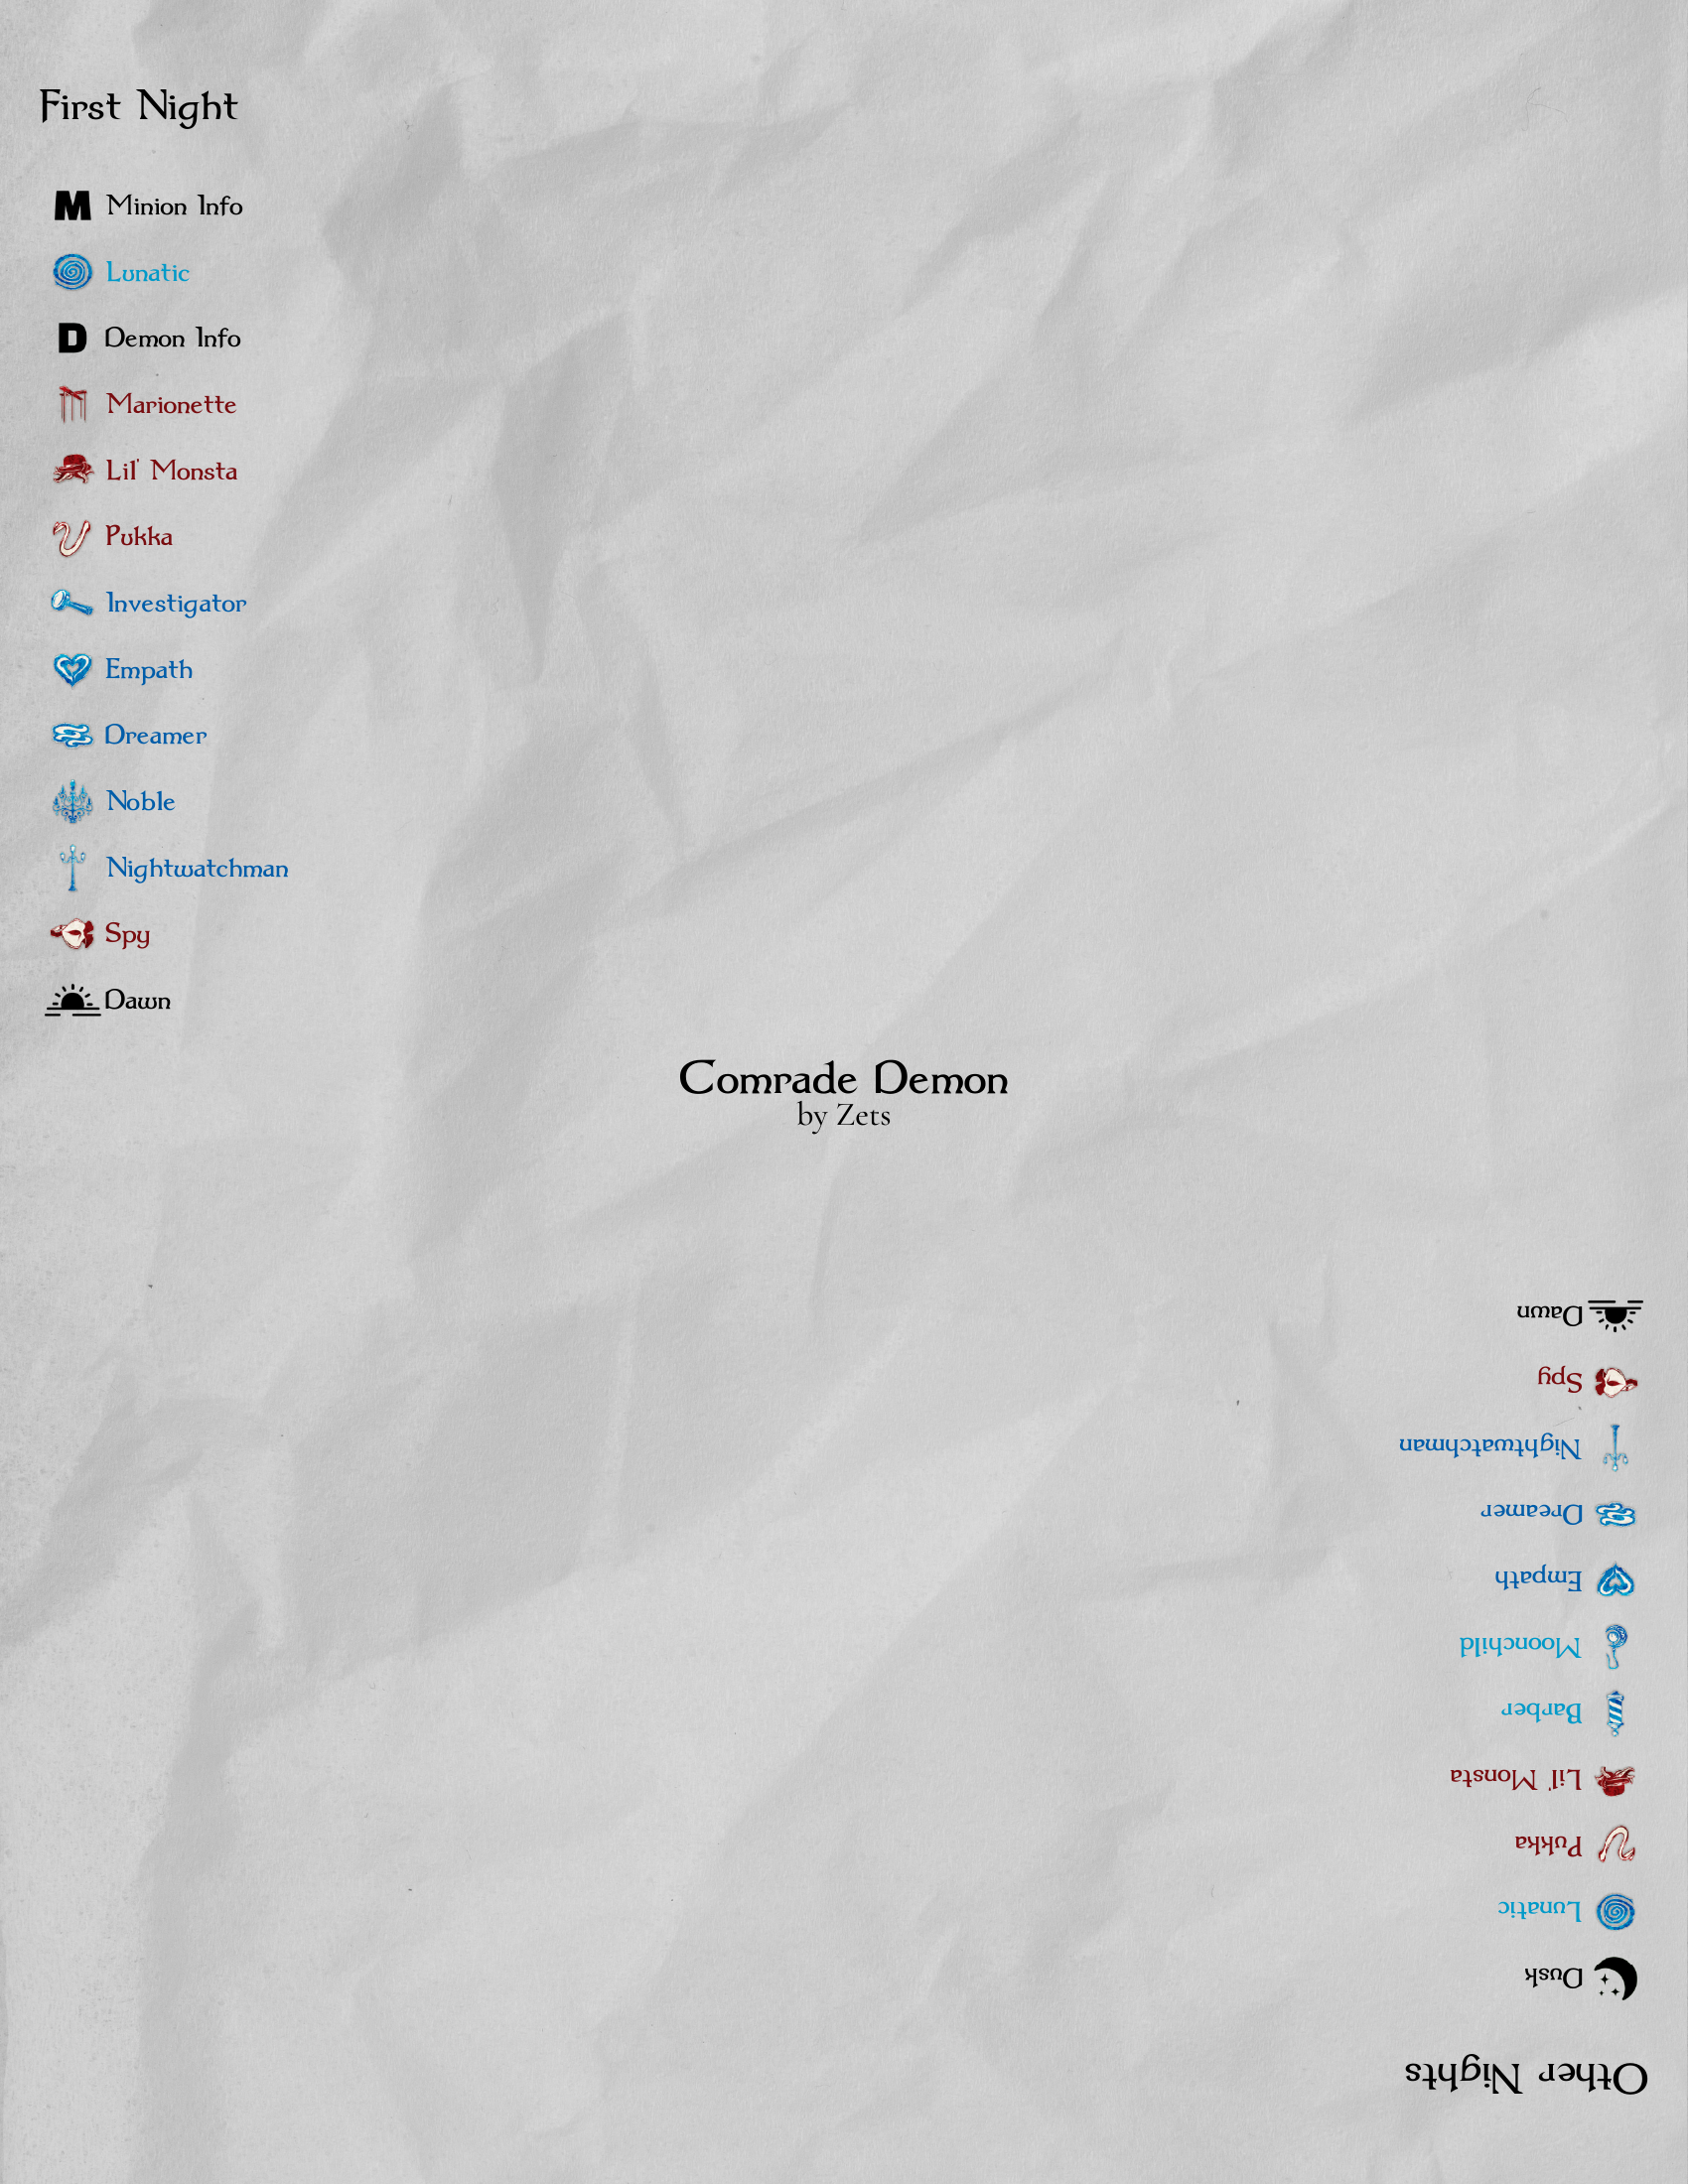 First Night
M Minion Info
Lunatic
D Demon Info
Marionette
Lil' Monsta
Pukka
Investigator
Empath
Dreamer
Noble
Nightwatchman
Spy
Dawn
Comrade Demon
by Zets
Other Nights
Dusk
Lunatic
Pukka
Lil' Monsta
Barber
Moonchild
Empath
Dreamer
Nightwatchman
Spy
Dawn